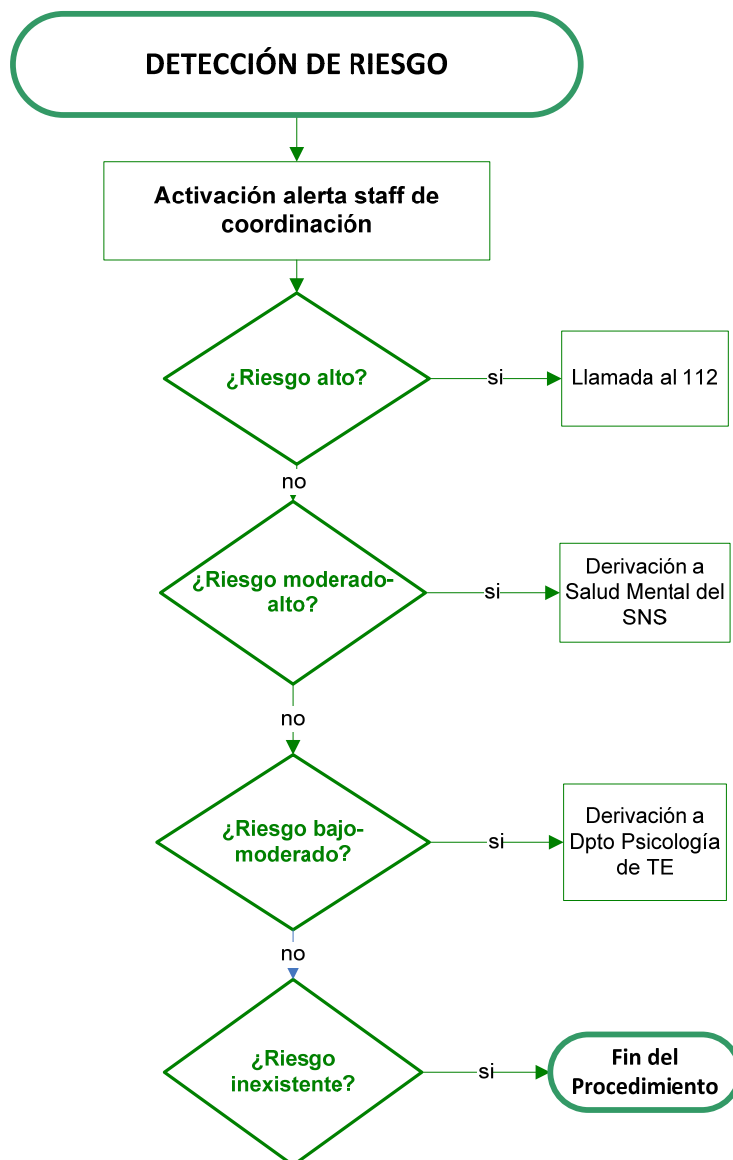 DETECCIÓN DE RIESGO
Activación alerta staff de
coordinación
¿Riesgo alto?
si
Llamada al 112
no
¿Riesgo moderado-
alto?
si
Derivación a
Salud Mental del
SNS
no
¿Riesgo bajo-
moderado?
si
Derivación a
Dpto Psicología
de TE
no
¿Riesgo
inexistente?
si
Fin del
Procedimiento